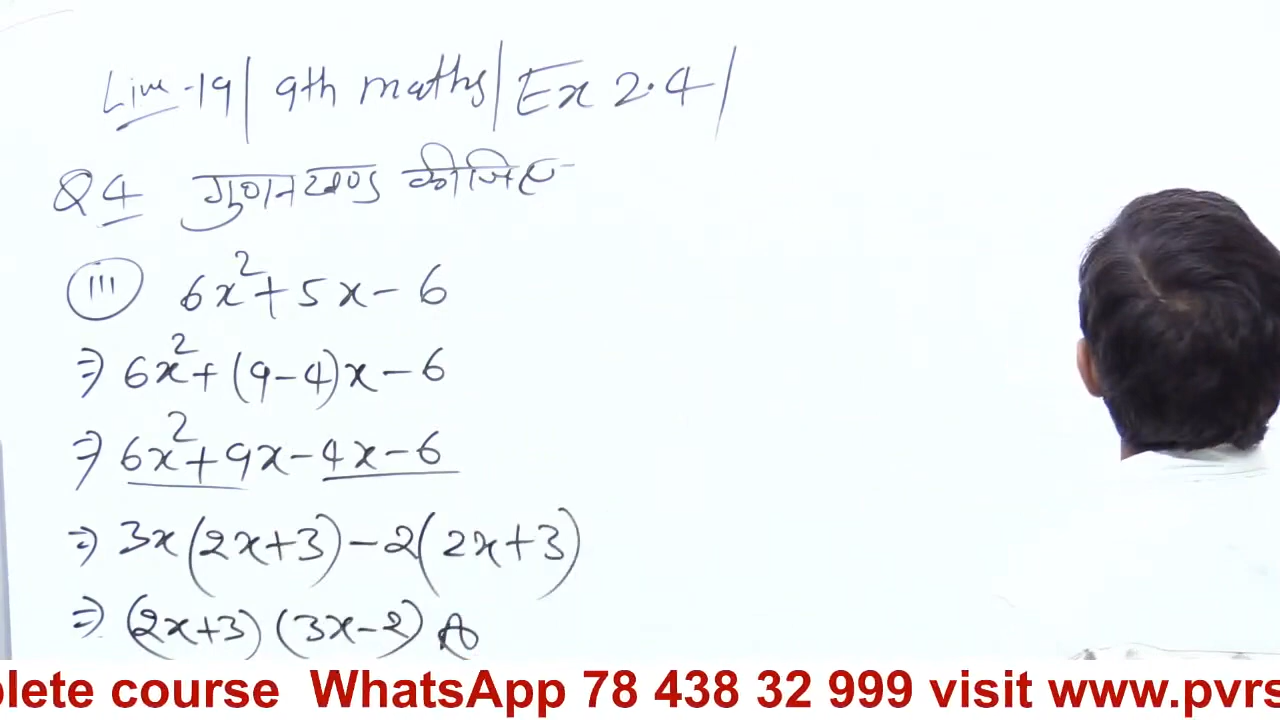 Live-19| 9th maths| Ex 2.4|
Q4 गुणनखण्ड कीजिए
(iii) 6x²+5x-6
⇒ 6x²+(9-4)x-6
⇒ 6x²+9x-4x-6
⇒ 3x(2x+3)-2(2x+3)
⇒ (2x+3)(3x-2)
plete course WhatsApp 78 438 32 999 visit www.pvrs